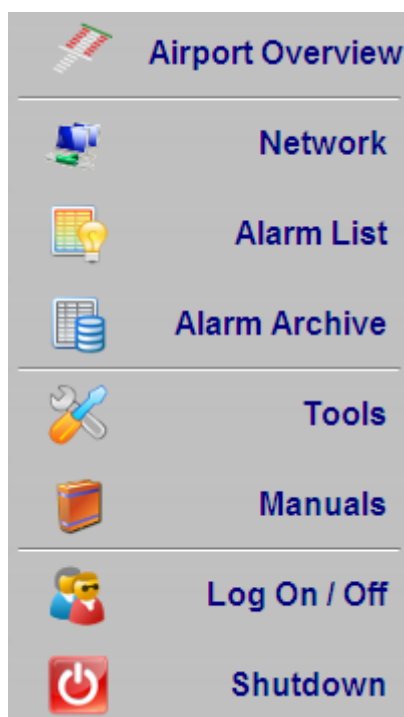 Airport Overview
Network
Alarm List
Alarm Archive
Tools
Manuals
Log On / Off
Shutdown